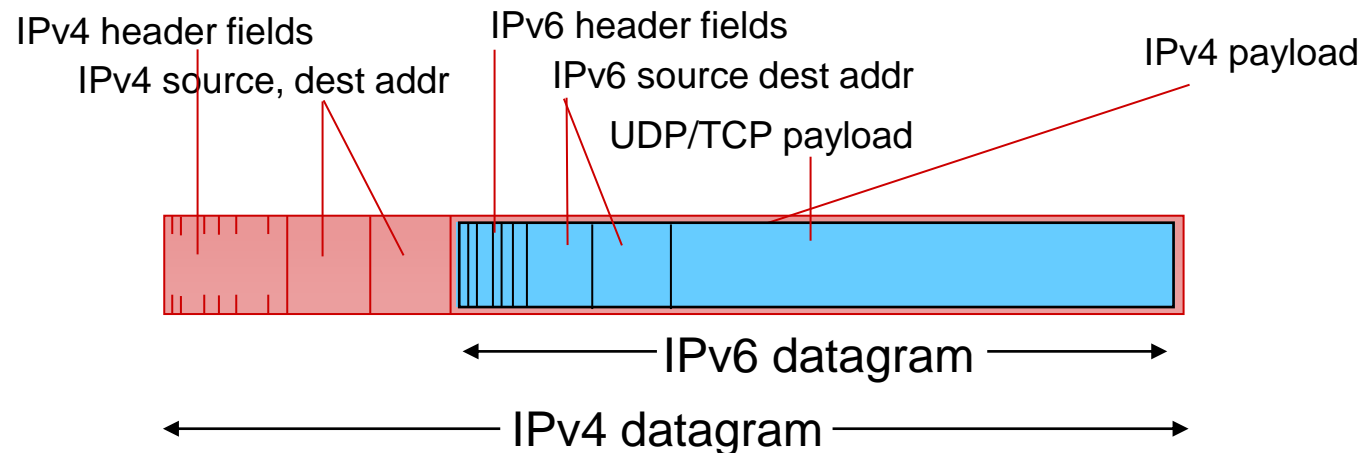 IPv4 header fields
IPv6 header fields
IPv4 payload
IPv4 source, dest addr
IPv6 source dest addr
UDP/TCP payload
IPv6 datagram
IPv4 datagram